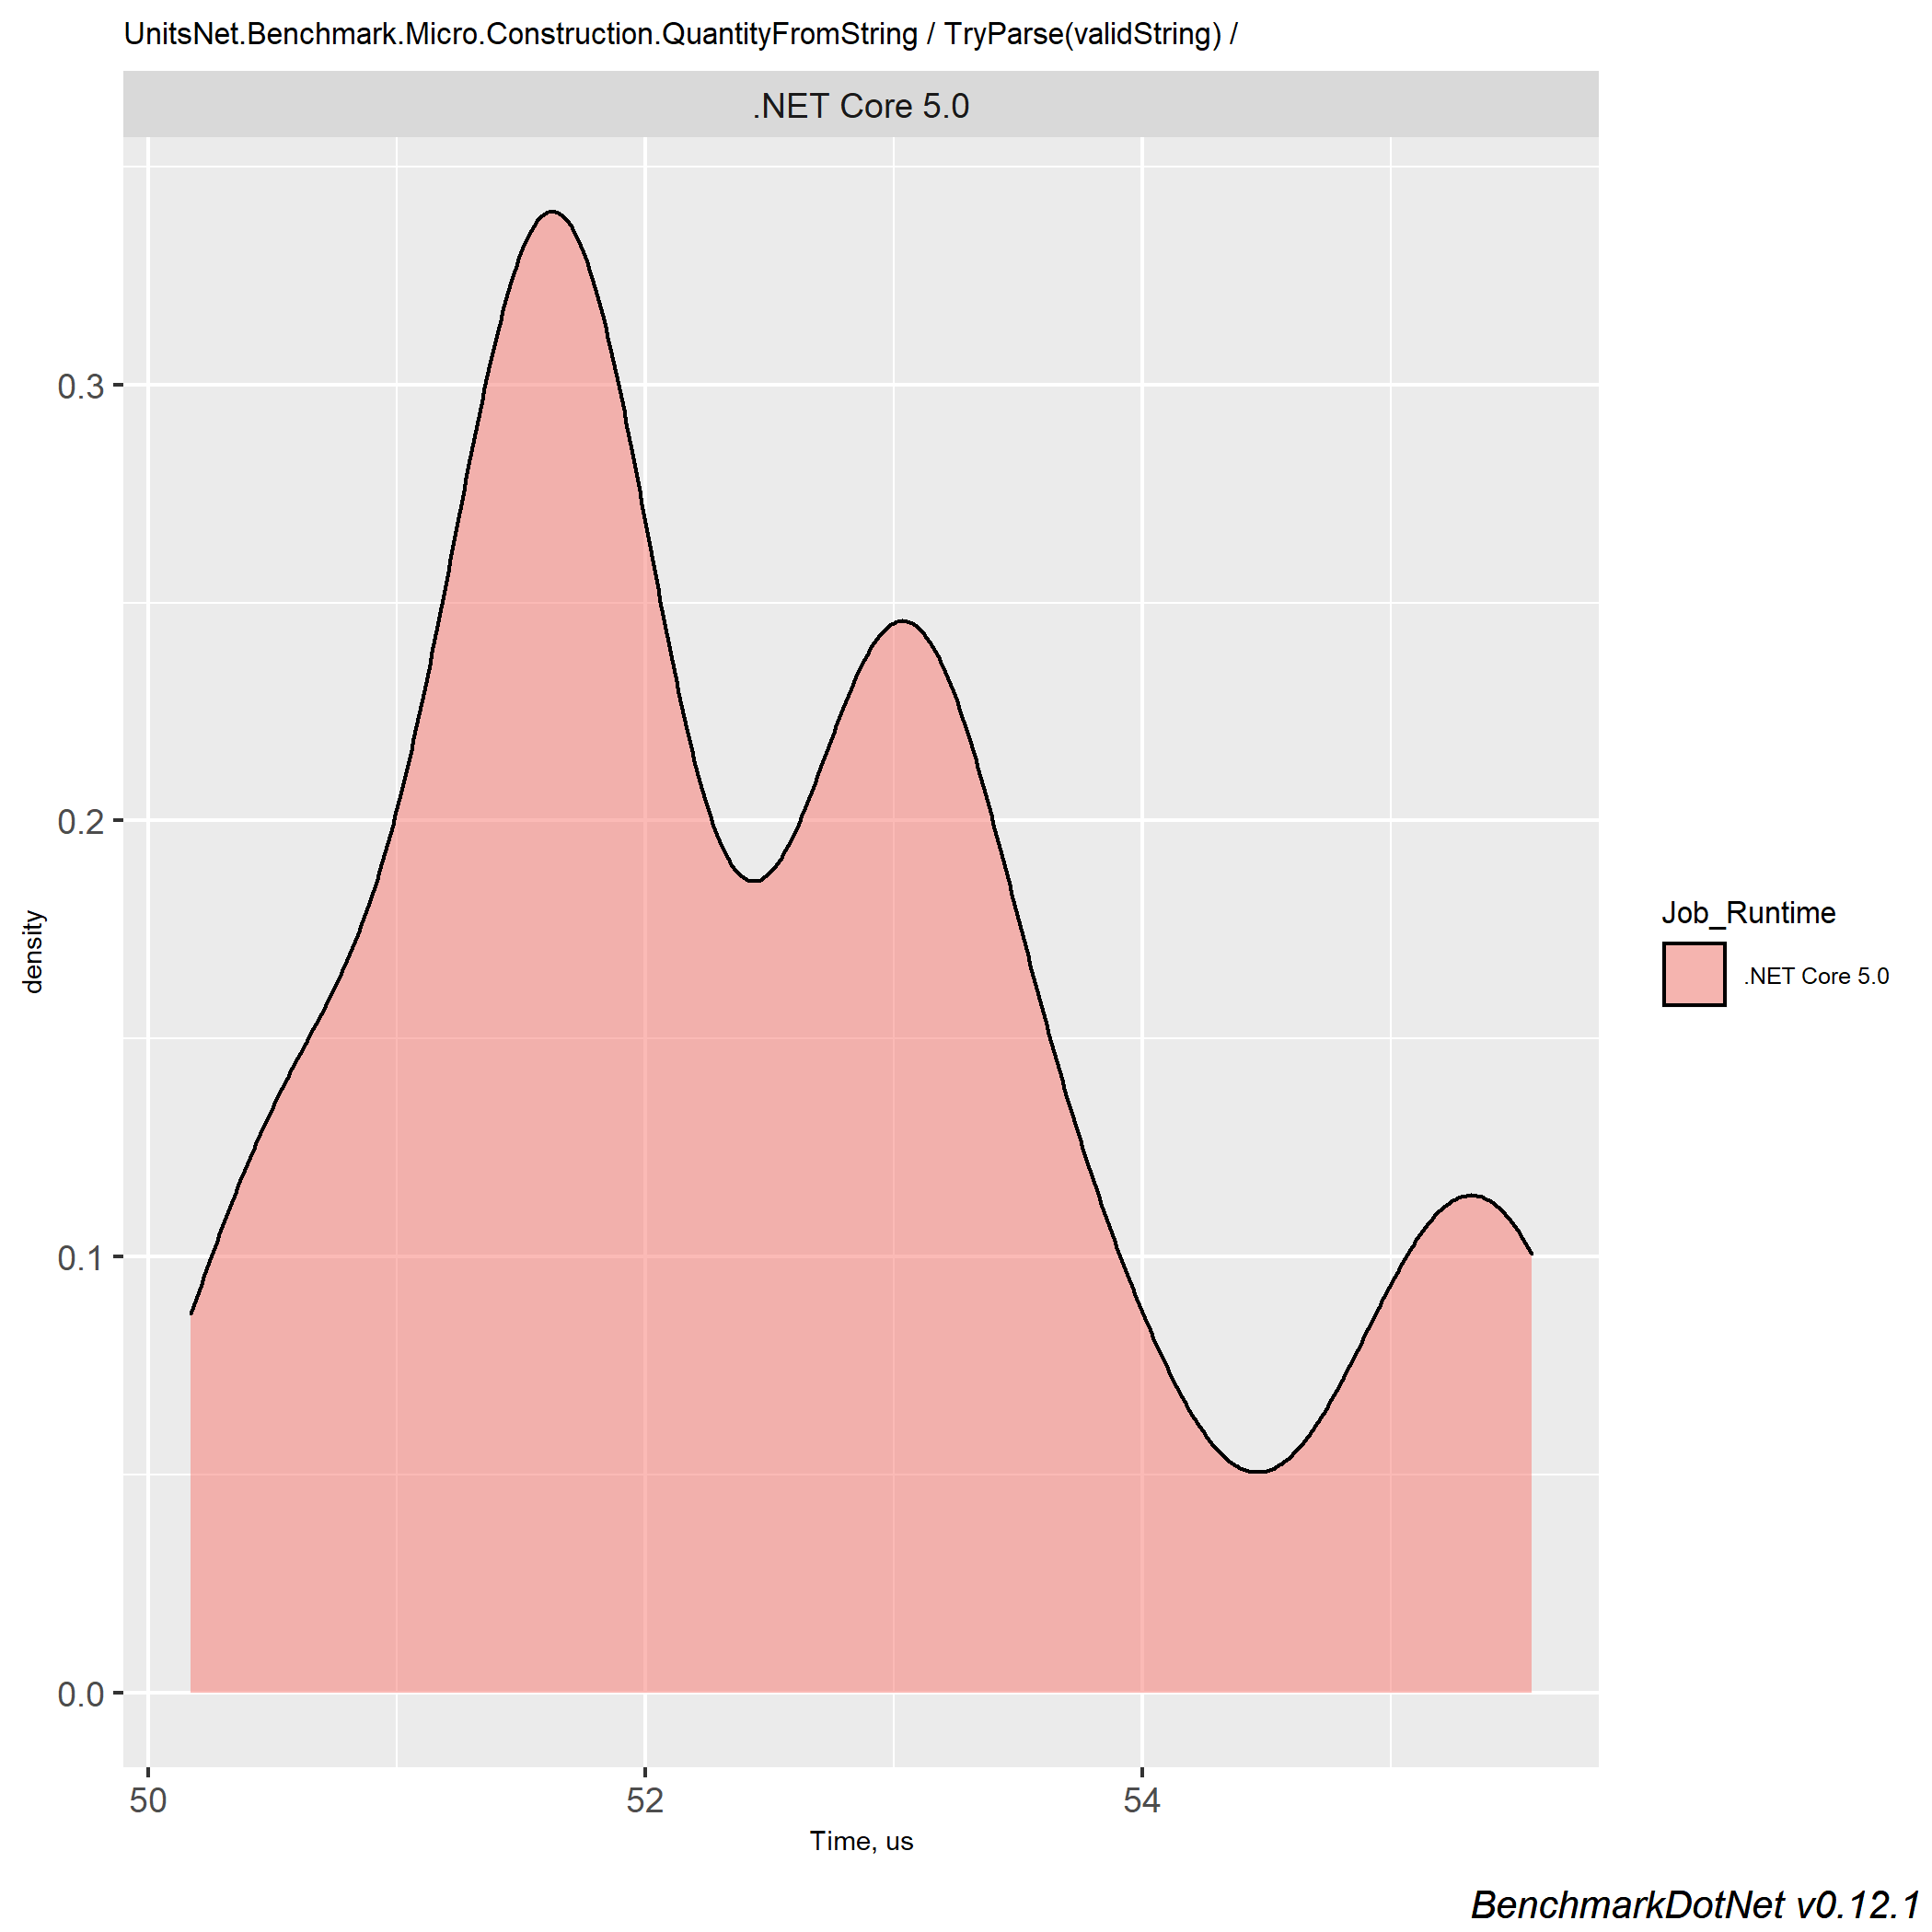 UnitsNet.Benchmark.Micro.Construction.QuantityFromString / TryParse(validString) /
.NET Core 5.0
0.3
0.2
0.1
0.0
density
50 52 54
Time, us
Job_Runtime
.NET Core 5.0
BenchmarkDotNet v0.12.1